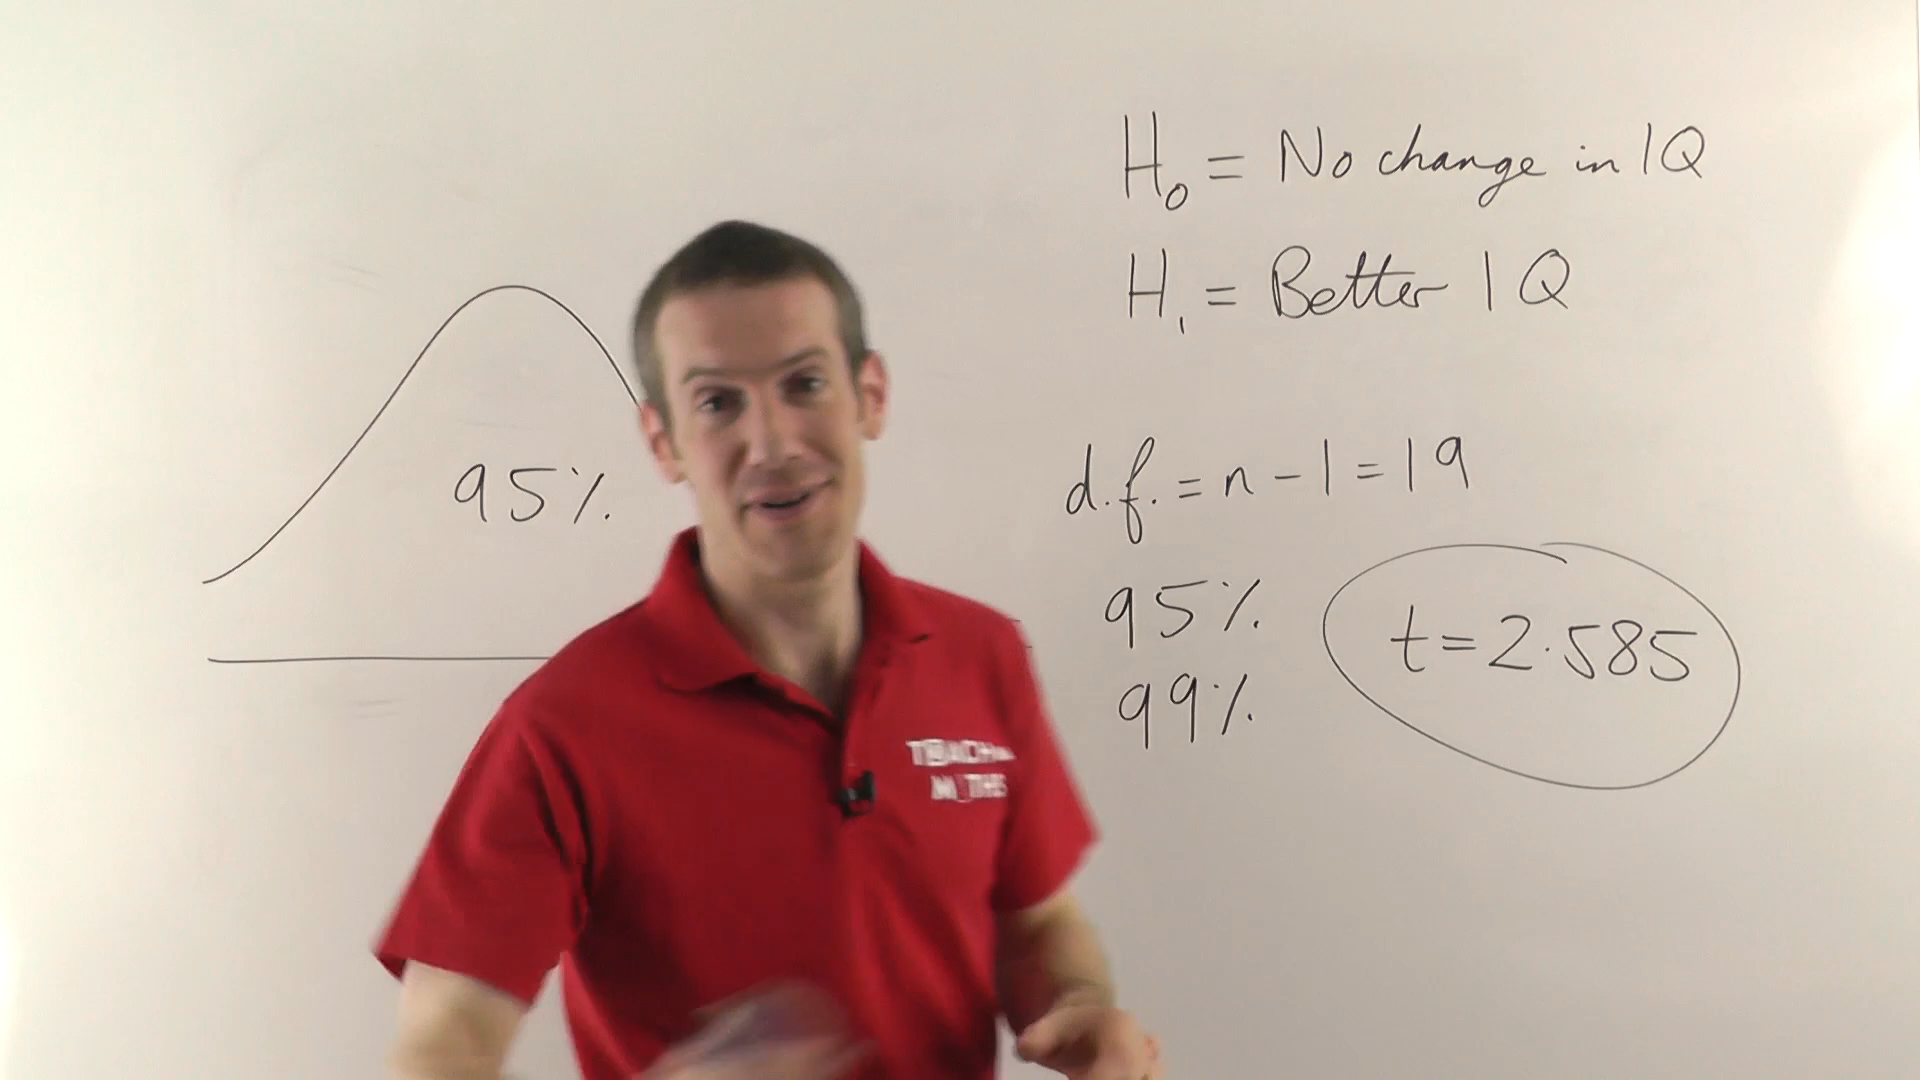 H₀ = No change in IQ
H₁ = Better IQ
95%
d.f. = n - 1 = 19
95%
t = 2.585
99%